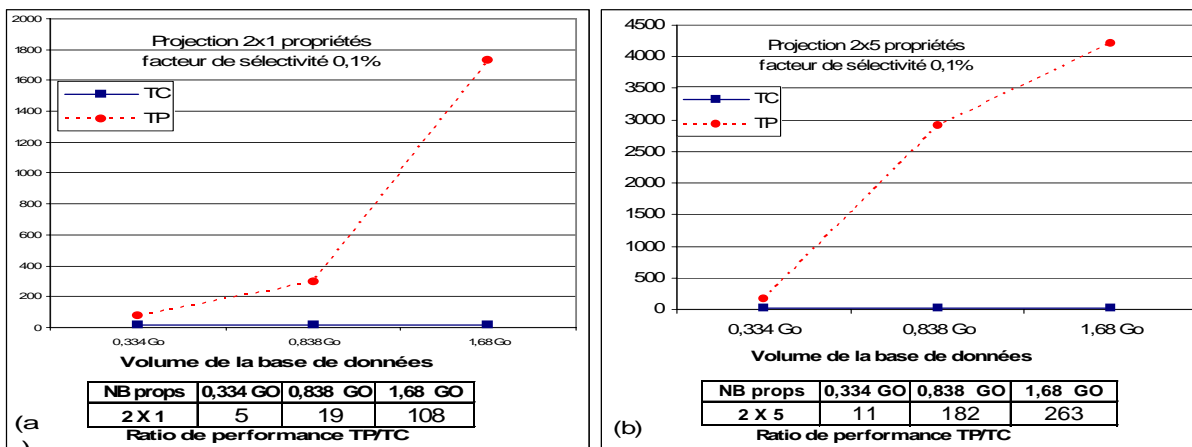 2000
Projection 2x1 propriétés
facteur de sélectivité 0,1%
1800
1600
TC
TP
1400
1200
1000
800
600
400
200
0
0,334 Go 0,838 Go 1,68 Go
Volume de la base de données
NB props 0,334 GO 0,838 GO 1,68 GO
2 X 1 5 19 108
(a
)
Ratio de performance TP/TC
4500
Projection 2x5 propriétés
facteur de sélectivité 0,1%
4000
3500
TC
TP
3000
2500
2000
1500
1000
500
0
0,334 Go 0,838 Go 1,68 Go
Volume de la base de données
NB props 0,334 GO 0,838 GO 1,68 GO
2 X 5 11 182 263
(b)
Ratio de performance TP/TC